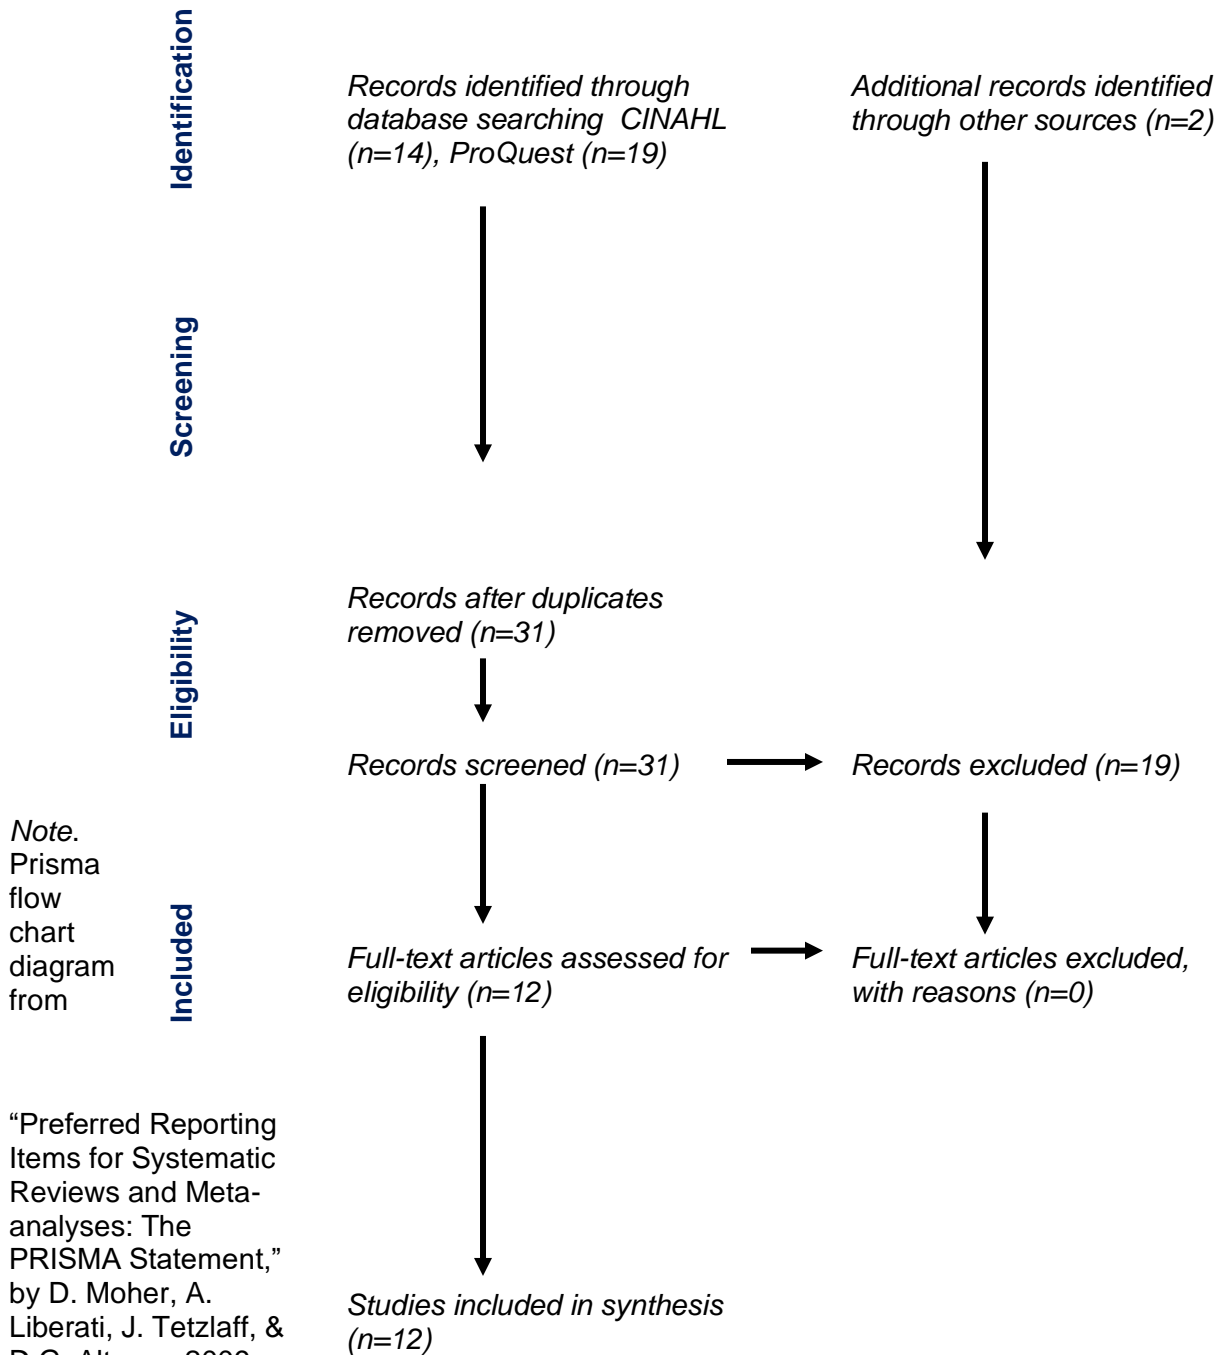 Identification
Records identified through
database searching  CINAHL
(n=14), ProQuest (n=19)
Additional records identified
through other sources (n=2)
Screening
Eligibility
Records after duplicates
removed (n=31)
Records screened (n=31)
Records excluded (n=19)
Note.
Prisma
flow
chart
diagram
from
Included
Full-text articles assessed for
eligibility (n=12)
Full-text articles excluded,
with reasons (n=0)
“Preferred Reporting
Items for Systematic
Reviews and Meta-
analyses: The
PRISMA Statement,”
by D. Moher, A.
Liberati, J. Tetzlaff, &
Studies included in synthesis
(n=12)